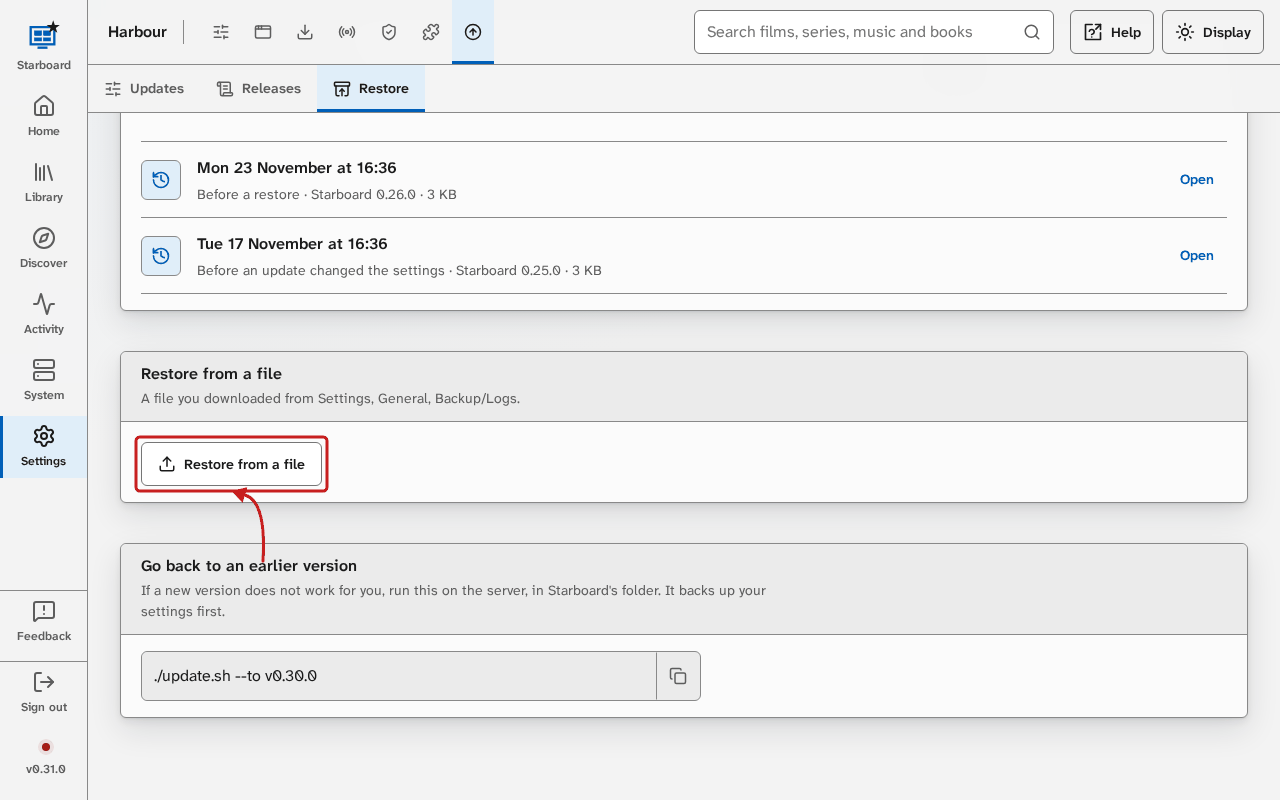 Starboard
Home
Library
Discover
Activity
System
Settings
Feedback
Sign out
v0.31.0
Harbour
Search films, series, music and books
Help
Display
Updates
Releases
Restore
Mon 23 November at 16:36
Before a restore · Starboard 0.26.0 · 3 KB
Open
Tue 17 November at 16:36
Before an update changed the settings · Starboard 0.25.0 · 3 KB
Open
Restore from a file
A file you downloaded from Settings, General, Backup/Logs.
Restore from a file
Go back to an earlier version
If a new version does not work for you, run this on the server, in Starboard's folder. It backs up your
settings first.
./update.sh --to v0.30.0